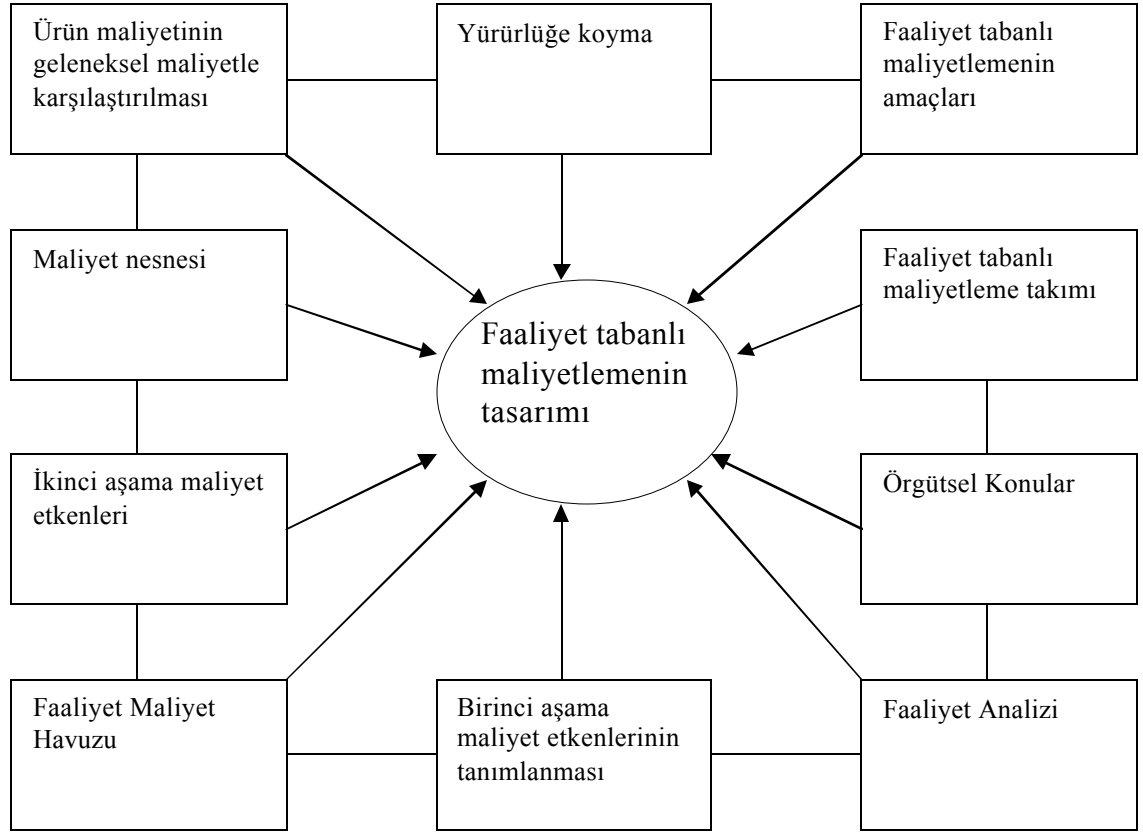 Ürün maliyetinin
geleneksel maliyetle
karşılaştırılması
Yürürlüğe koyma
Faaliyet tabanlı
maliyetlemenin
amaçları
Maliyet nesnesi
Faaliyet tabanlı
maliyetleme takımı
Faaliyet tabanlı
maliyetlemenin
tasarımı
İkinci aşama maliyet
etkenleri
Örgütsel Konular
Faaliyet Maliyet
Havuzu
Birinci aşama
maliyet etkenlerinin
tanımlanması
Faaliyet Analizi